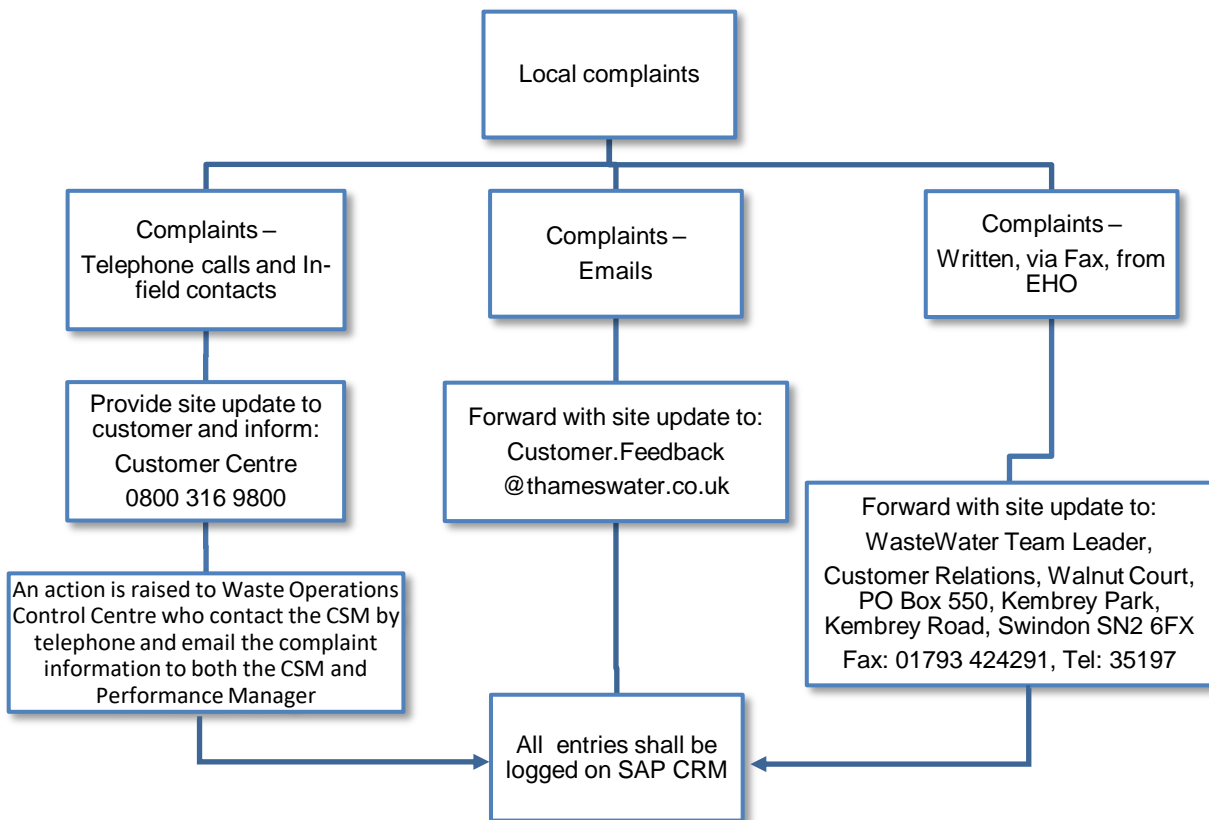 Local complaints
Complaints –
Telephone calls and In-
field contacts
Complaints –
Emails
Complaints –
Written, via Fax, from
EHO
Provide site update to
customer and inform:
Customer Centre
0800 316 9800
Forward with site update to:
Customer.Feedback
@thameswater.co.uk
Forward with site update to:
WasteWater Team Leader,
Customer Relations, Walnut Court,
PO Box 550, Kembrey Park,
Kembrey Road, Swindon SN2 6FX
Fax: 01793 424291, Tel: 35197
An action is raised to Waste Operations
Control Centre who contact the CSM by
telephone and email the complaint
information to both the CSM and
Performance Manager
All entries shall be
logged on SAP CRM